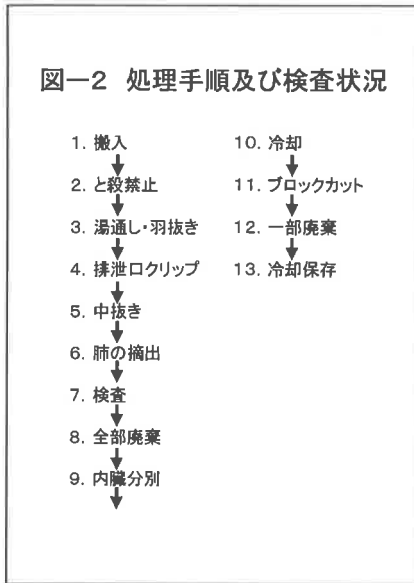 図ー2 処理手順及び検査状況
1. 搬入
2. と殺禁止
3. 湯通し・羽抜き
4. 排泄口クリップ
5. 中抜き
6. 肺の摘出
7. 検査
8. 全部廃棄
9. 内臓分別
10. 冷却
11. ブロックカット
12. 一部廃棄
13. 冷却保存